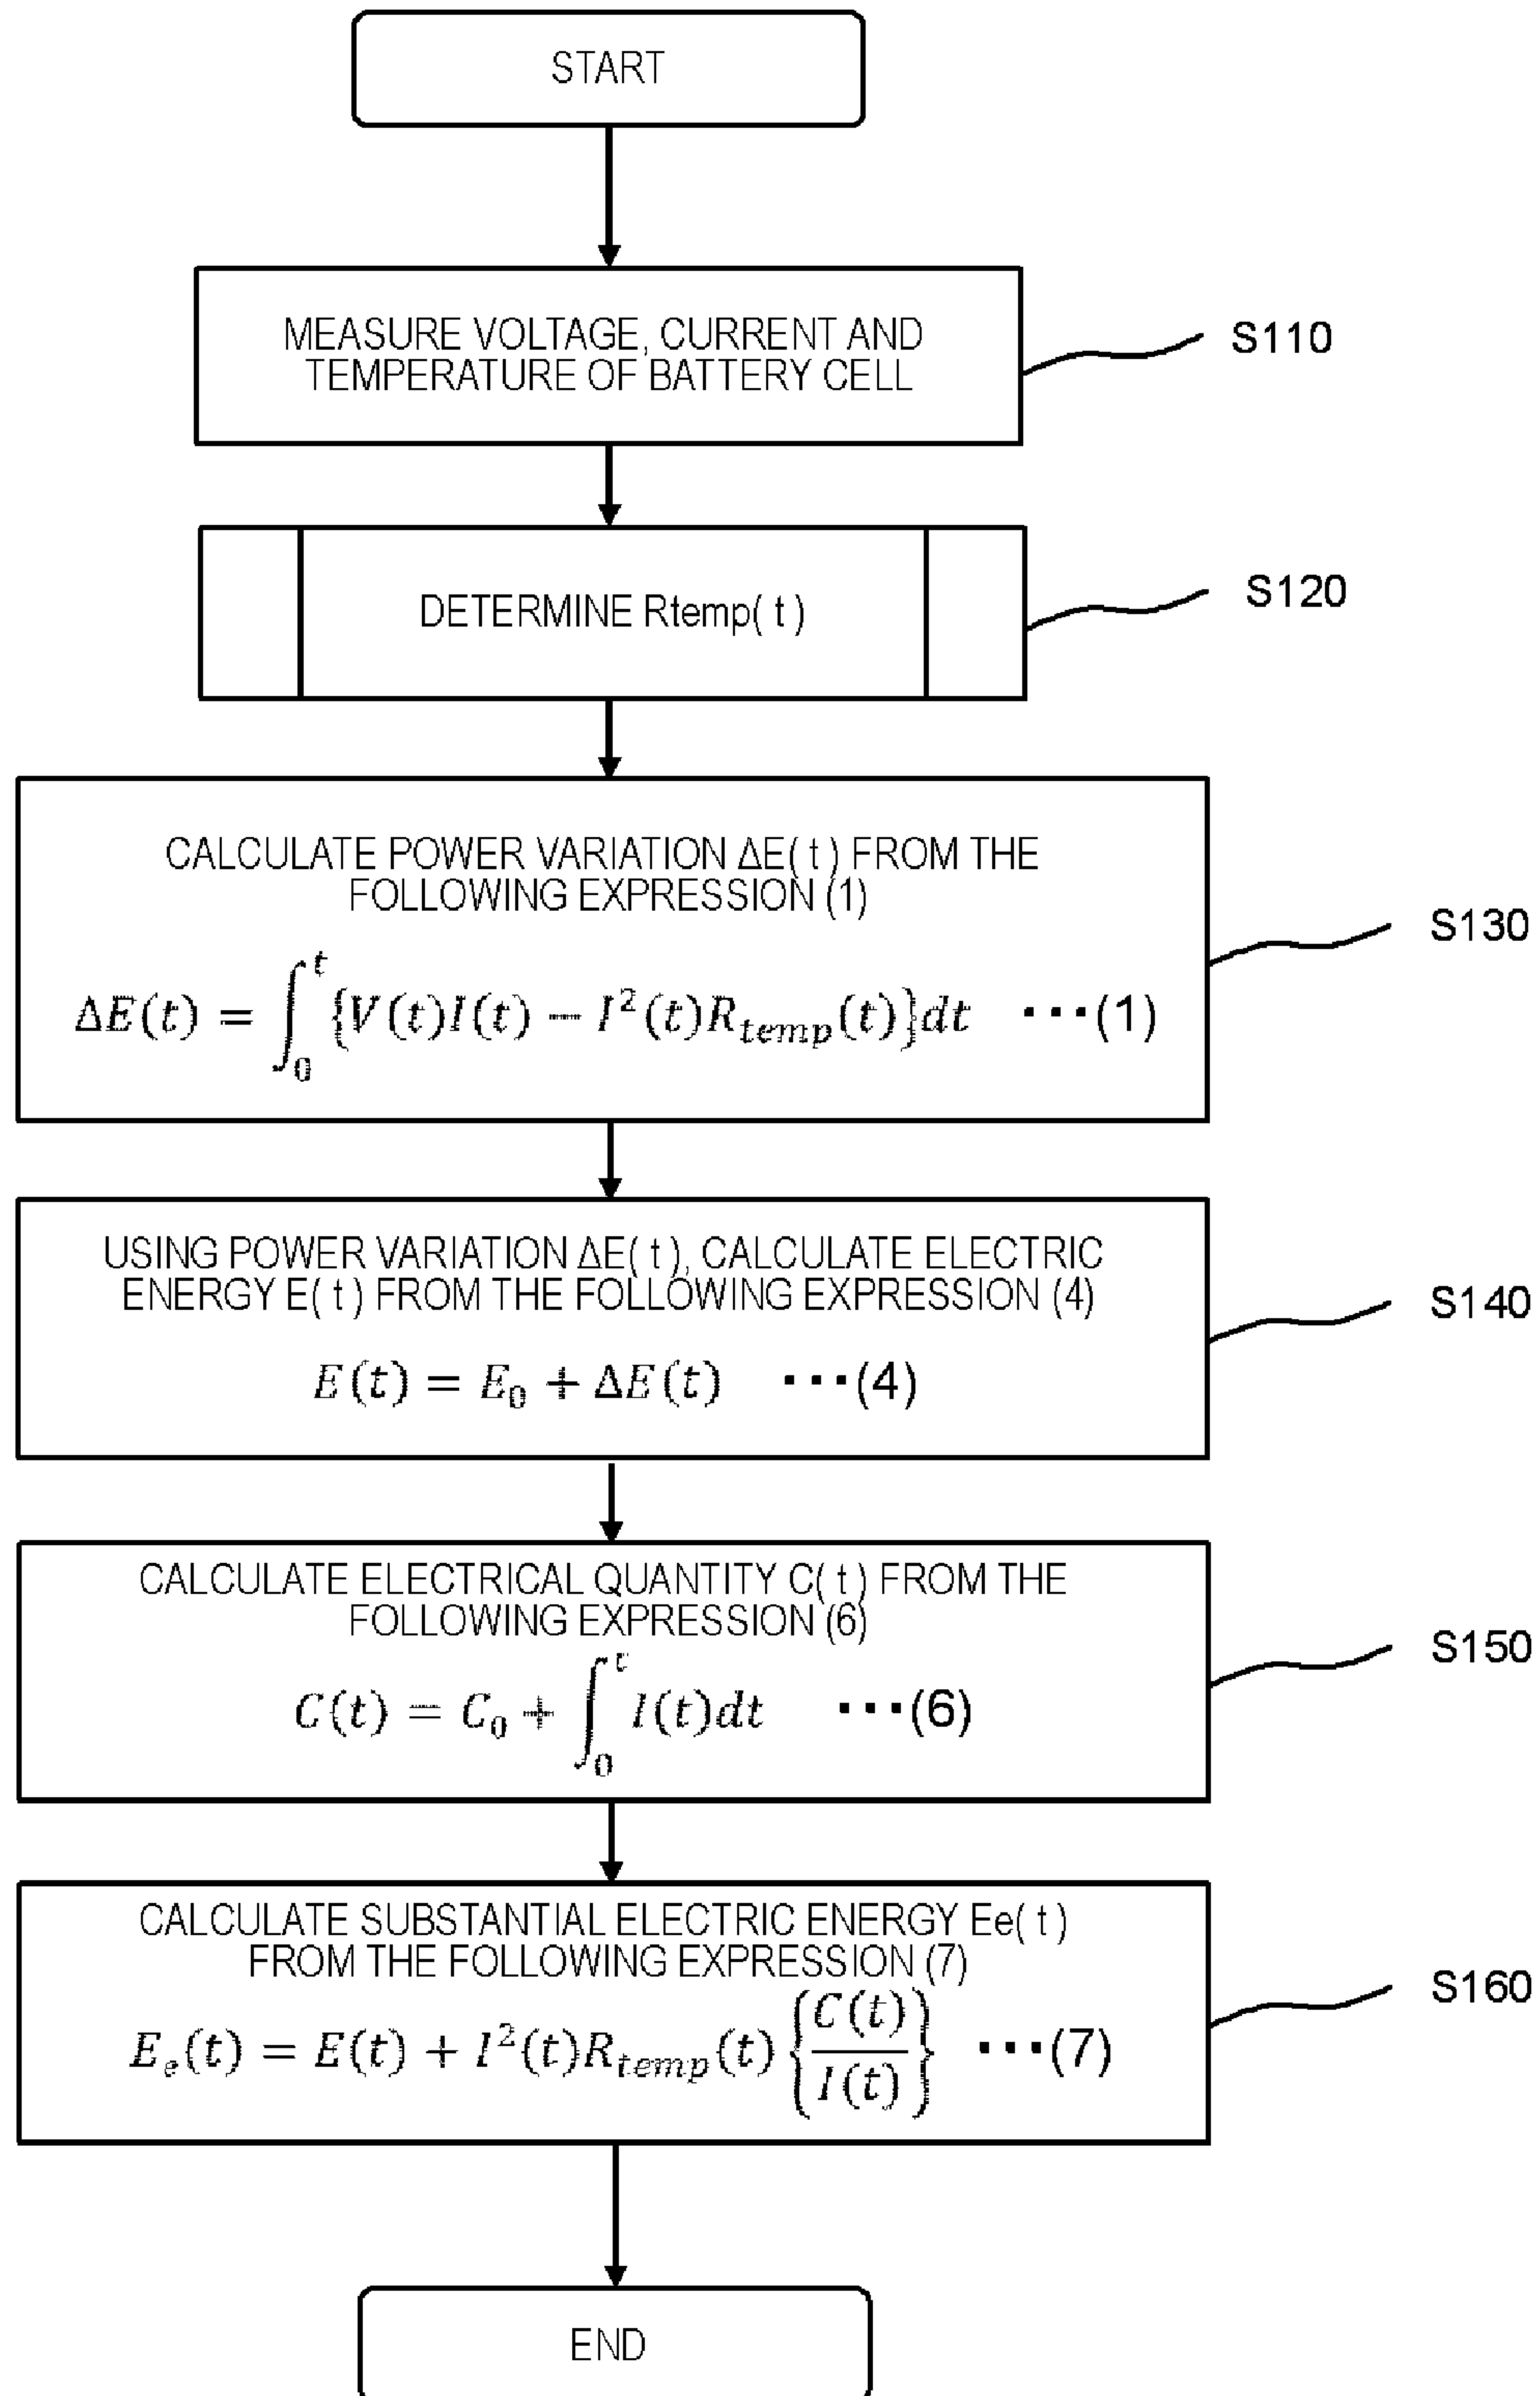 START
MEASURE VOLTAGE, CURRENT AND
TEMPERATURE OF BATTERY CELL
S110
DETERMINE Rtemp( t )
S120
CALCULATE POWER VARIATION ΔE( t ) FROM THE
FOLLOWING EXPRESSION (1)
S130
ΔE(t) = ∫₀ᵗ {V(t)I(t) − I²(t)R_temp(t)}dt ･･･(1)
USING POWER VARIATION ΔE( t ), CALCULATE ELECTRIC
ENERGY E( t ) FROM THE FOLLOWING EXPRESSION (4)
S140
E(t) = E₀ + ΔE(t) ･･･(4)
CALCULATE ELECTRICAL QUANTITY C( t ) FROM THE
FOLLOWING EXPRESSION (6)
S150
C(t) = C₀ + ∫₀ᵗ I(t)dt ･･･(6)
CALCULATE SUBSTANTIAL ELECTRIC ENERGY Ee( t )
FROM THE FOLLOWING EXPRESSION (7)
S160
Eₑ(t) = E(t) + I²(t)R_temp(t) {C(t)/I(t)} ･･･(7)
END